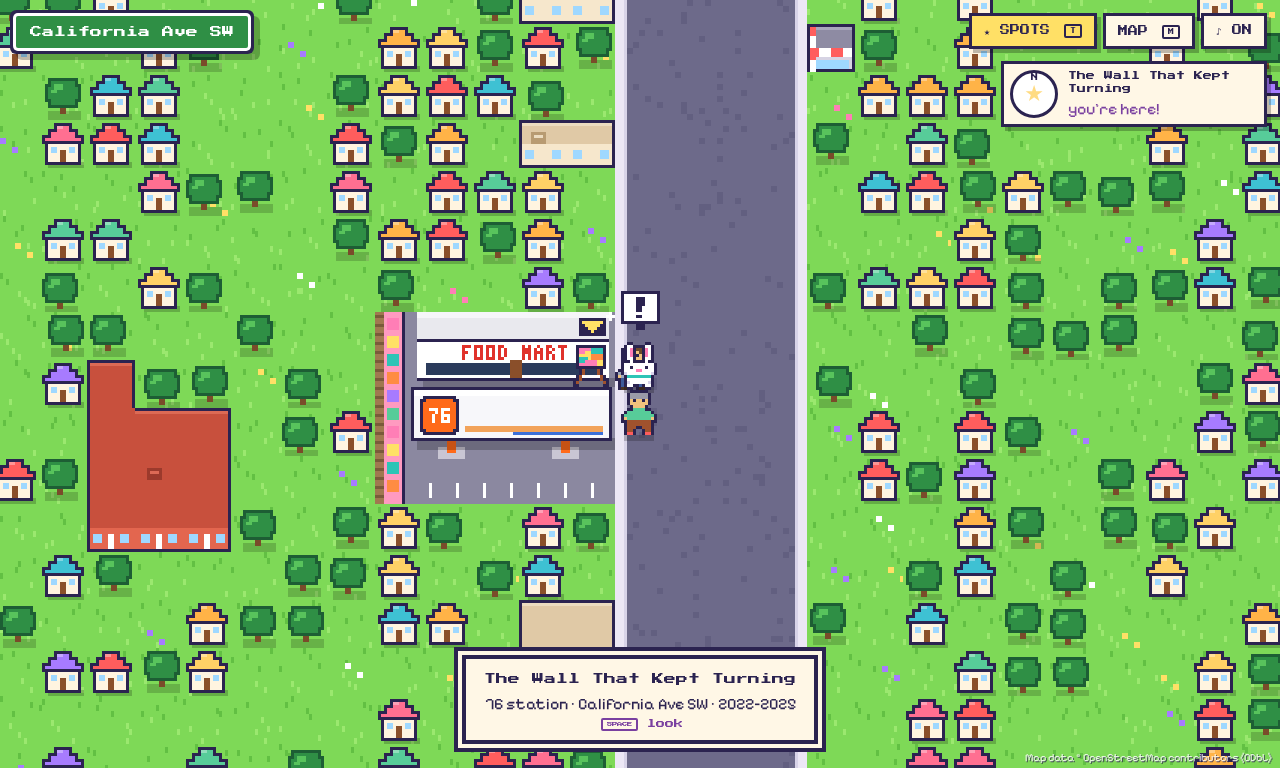 California Ave SW
★ SPOTS T
MAP M
♪ ON
N
The Wall That Kept
Turning
you're here!
!
FOOD MART
76
The Wall That Kept Turning
76 station · California Ave SW · 2022-2025
SPACE look
Map data © OpenStreetMap contributors (ODbL)